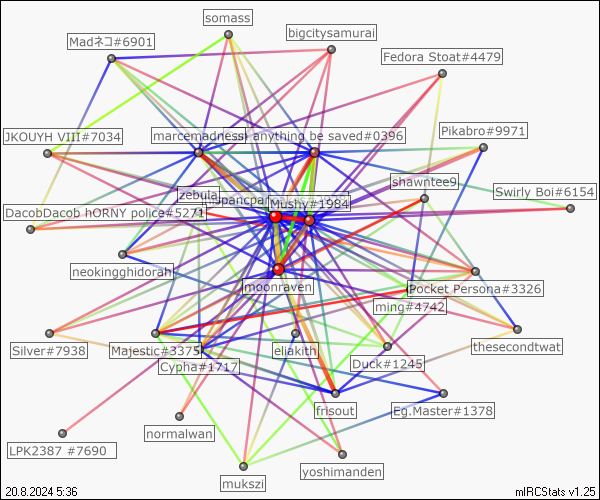 somass
bigcitysamurai
Madネコ#6901
Fedora Stoat#4479
JKOUYH VIII#7034
marcemadness
anything be saved#0396
Pikabro#9971
shawntee9
Swirly Boi#6154
zebula
Mushy#1984
DacobDacob hORNY police#5271
neokingghidorah
moonraven
Pocket Persona#3326
ming#4742
Silver#7938
Majestic#3375
eliakith
thesecondtwat
Cypha#1717
Duck#1245
frisout
Eg.Master#1378
normalwan
LPK2387 #7690
yoshimanden
mukszi
20.8.2024 5:36
mIRCStats v1.25